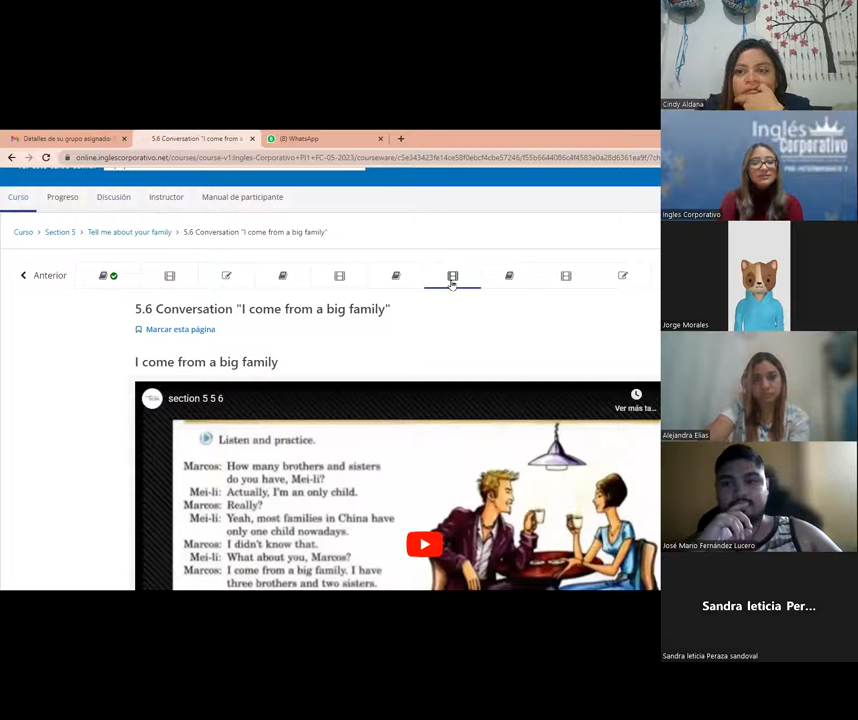 Detalles de su grupo asignado:
5.6 Conversation "I come from a
(8) WhatsApp
online.inglescorporativo.net/courses/course-v1:Ingles-Corporativo+PI1+FC-05-2023/courseware/
Curso
Progreso
Discusión
Instructor
Manual de participante
Curso > Section 5 > Tell me about your family > 5.6 Conversation "I come from a big family"
Anterior
5.6 Conversation "I come from a big family"
Marcar esta página
I come from a big family
section 5 5 6
Ver más ta...
Listen and practice.
Marcos: How many brothers and sisters
do you have, Mei-li?
Mei-li: Actually, I'm an only child.
Marcos: Really?
Mei-li: Yeah, most families in China have
only one child nowadays.
Marcos: I didn't know that.
Mei-li: What about you, Marcos?
Marcos: I come from a big family. I have
three brothers and two sisters.
Cindy Aldana
Inglés
Corporativo
PRE-INTERMEDIATE 1
Ingles Corporativo
Jorge Morales
Alejandra Elias
José Mario Fernández Lucero
Sandra leticia Per...
Sandra leticia Peraza sandoval